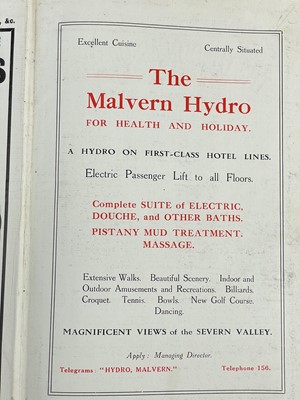 , &c.
Excellent Cuisine Centrally Situated
The
Malvern Hydro
FOR HEALTH AND HOLIDAY.
A HYDRO ON FIRST-CLASS HOTEL LINES.
Electric Passenger Lift to all Floors.
Complete SUITE of ELECTRIC,
DOUCHE, and OTHER BATHS.
PISTANY MUD TREATMENT.
MASSAGE.
Extensive Walks. Beautiful Scenery. Indoor and
Outdoor Amusements and Recreations. Billiards.
Croquet. Tennis. Bowls. New Golf Course.
Dancing.
MAGNIFICENT VIEWS of the SEVERN VALLEY.
Apply : Managing Director.
Telegrams: "HYDRO, MALVERN." Telephone 156.